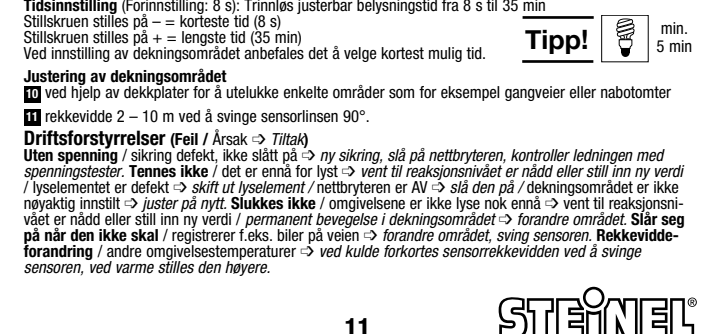 Tidsinnstilling (Forinnstilling: 8 s): Trinnløs justerbar belysningstid fra 8 s til 35 min
Stillskruen stilles på – = korteste tid (8 s)
Stillskruen stilles på + = lengste tid (35 min)
Ved innstilling av dekningsområdet anbefales det å velge kortest mulig tid.
Tipp!
min.
5 min
Justering av dekningsområdet
10 ved hjelp av dekkplater for å utelukke enkelte områder som for eksempel gangveier eller nabotomter
11 rekkevidde 2 – 10 m ved å svinge sensorlinsen 90°.
Driftsforstyrrelser (Feil / Årsak ➩ Tiltak)
Uten spenning / sikring defekt, ikke slått på ➩ ny sikring, slå på nettbryteren, kontroller ledningen med
spenningstester. Tennes ikke / det er ennå for lyst ➩ vent til reaksjonsnivået er nådd eller still inn ny verdi
/ lyselementet er defekt ➩ skift ut lyselement / nettbryteren er AV ➩ slå den på / dekningsområdet er ikke
nøyaktig innstilt ➩ juster på nytt. Slukkes ikke / omgivelsene er ikke lyse nok ennå ➩ vent til reaksjonsni-
vået er nådd eller still inn ny verdi / permanent bevegelse i dekningsområdet ➩ forandre området. Slår seg
på når den ikke skal / registrerer f.eks. biler på veien ➩ forandre området, sving sensoren. Rekkevidde-
forandring / andre omgivelsestemperaturer ➩ ved kulde forkortes sensorrekkevidden ved å svinge
sensoren, ved varme stilles den høyere.
11
STEINEL®